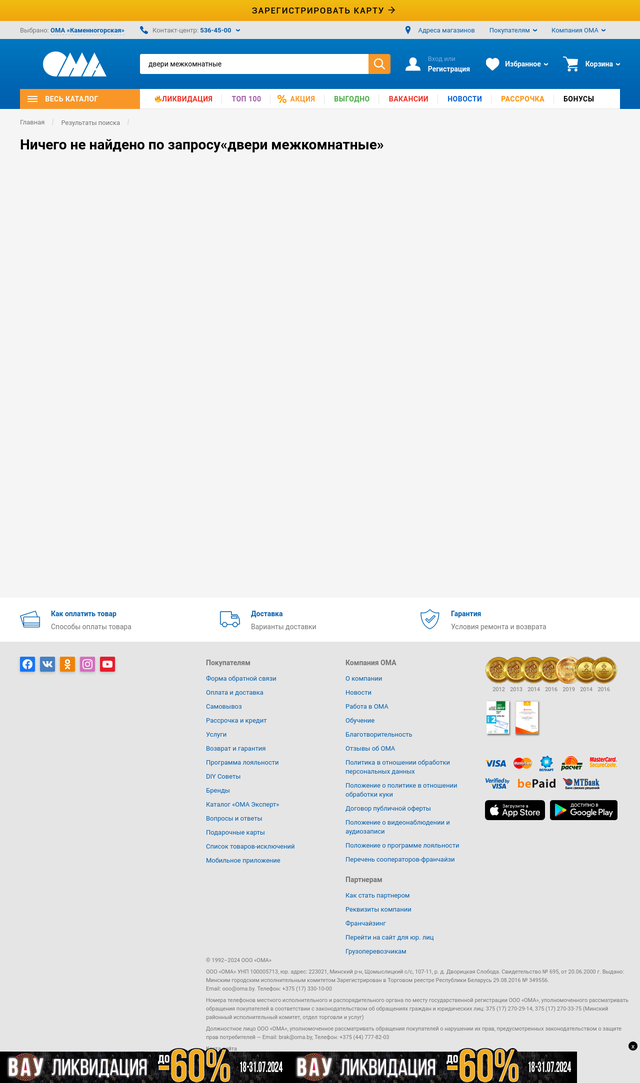 ЗАРЕГИСТРИРОВАТЬ КАРТУ
Выбрано: ОМА «Каменногорская»
Контакт-центр: 536-45-00
Адреса магазинов
Покупателям
Компания ОМА
ОМА
двери межкомнатные
Вход или
Регистрация
Избранное
Корзина
ВЕСЬ КАТАЛОГ
ЛИКВИДАЦИЯ
ТОП 100
% АКЦИЯ
ВЫГОДНО
ВАКАНСИИ
НОВОСТИ
РАССРОЧКА
БОНУСЫ
Главная / Результаты поиска /
Ничего не найдено по запросу«двери межкомнатные»
Как оплатить товар
Способы оплаты товара
Доставка
Варианты доставки
Гарантия
Условия ремонта и возврата
Покупателям
Форма обратной связи
Оплата и доставка
Самовывоз
Рассрочка и кредит
Услуги
Возврат и гарантия
Программа лояльности
DIY Советы
Бренды
Каталог «ОМА Эксперт»
Вопросы и ответы
Подарочные карты
Список товаров-исключений
Мобильное приложение
Компания ОМА
О компании
Новости
Работа в ОМА
Обучение
Благотворительность
Отзывы об ОМА
Политика в отношении обработки
персональных данных
Положение о политике в отношении
обработки куки
Договор публичной оферты
Положение о видеонаблюдении и
аудиозаписи
Положение о программе лояльности
Перечень сооператоров-франчайзи
Партнерам
Как стать партнером
Реквизиты компании
Франчайзинг
Перейти на сайт для юр. лиц
Грузоперевозчикам
2012 2013 2014 2016 2019 2014 2016
VISA
MasterCard
БЕЛКАРТ
расчет
MasterCard.
SecureCode.
Verified by
VISA
bePaid
МТБанк
Загрузите в
App Store
ДОСТУПНО В
Google Play
© 1992–2024 ООО «ОМА»
ООО «ОМА» УНП 100005713, юр. адрес: 223021, Минский р-н, Щомыслицкий с/с, 107-11, р. д. Дворицкая Слобода. Свидетельство № 695, от 20.06.2000 г. Выдано:
Минским городским исполнительным комитетом Зарегистрирован в Торговом реестре Республики Беларусь 29.08.2016 № 349556.
Email: ooo@oma.by. Телефон: +375 (17) 330-10-00
Номера телефонов местного исполнительного и распорядительного органа по месту государственной регистрации ООО «ОМА», уполномоченного рассматривать
обращения покупателей в соответствии с законодательством об обращениях граждан и юридических лиц: 375 (17) 270-29-14, 375 (17) 270-33-75 (Минский
районный исполнительный комитет, отдел торговли и услуг)
Должностное лицо ООО «ОМА», уполномоченное рассматривать обращения покупателей о нарушении их прав, предусмотренных законодательством о защите
прав потребителей — Email: brak@oma.by, Телефон: +375 (44) 777-82-03
x
ВАУ ЛИКВИДАЦИЯ до -60% 18-31.07.2024
ВАУ ЛИКВИДАЦИЯ до -60% 18-31.07.2024